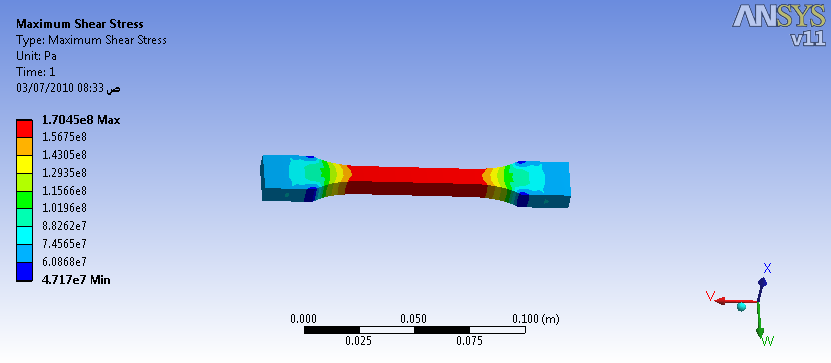 Maximum Shear Stress
Type: Maximum Shear Stress
Unit: Pa
Time: 1
03/07/2010 08:33 ص
ANSYS
v11
1.7045e8 Max
1.5675e8
1.4305e8
1.2935e8
1.1566e8
1.0196e8
8.8262e7
7.4565e7
6.0868e7
4.717e7 Min
0.000 0.050 0.100 (m)
0.025 0.075
X
V
W